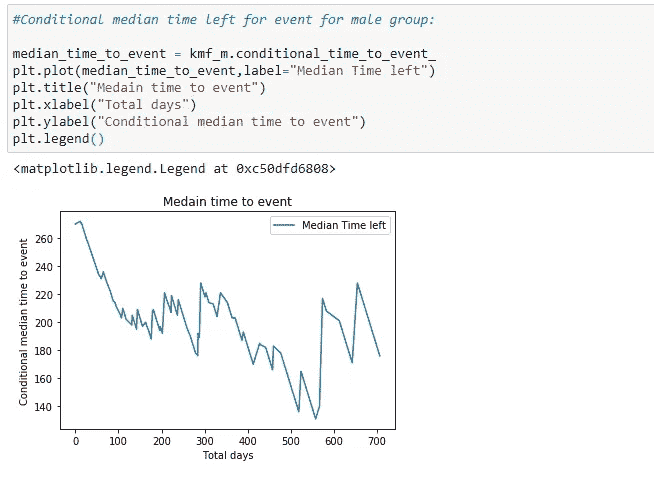 #Conditional median time left for event for male group:
median_time_to_event = kmf_m.conditional_time_to_event_
plt.plot(median_time_to_event,label="Median Time left")
plt.title("Medain time to event")
plt.xlabel("Total days")
plt.ylabel("Conditional median time to event")
plt.legend()
<matplotlib.legend.Legend at 0xc50dfd6808>
Medain time to event
Median Time left
Conditional median time to event
260
240
220
200
180
160
140
0 100 200 300 400 500 600 700
Total days